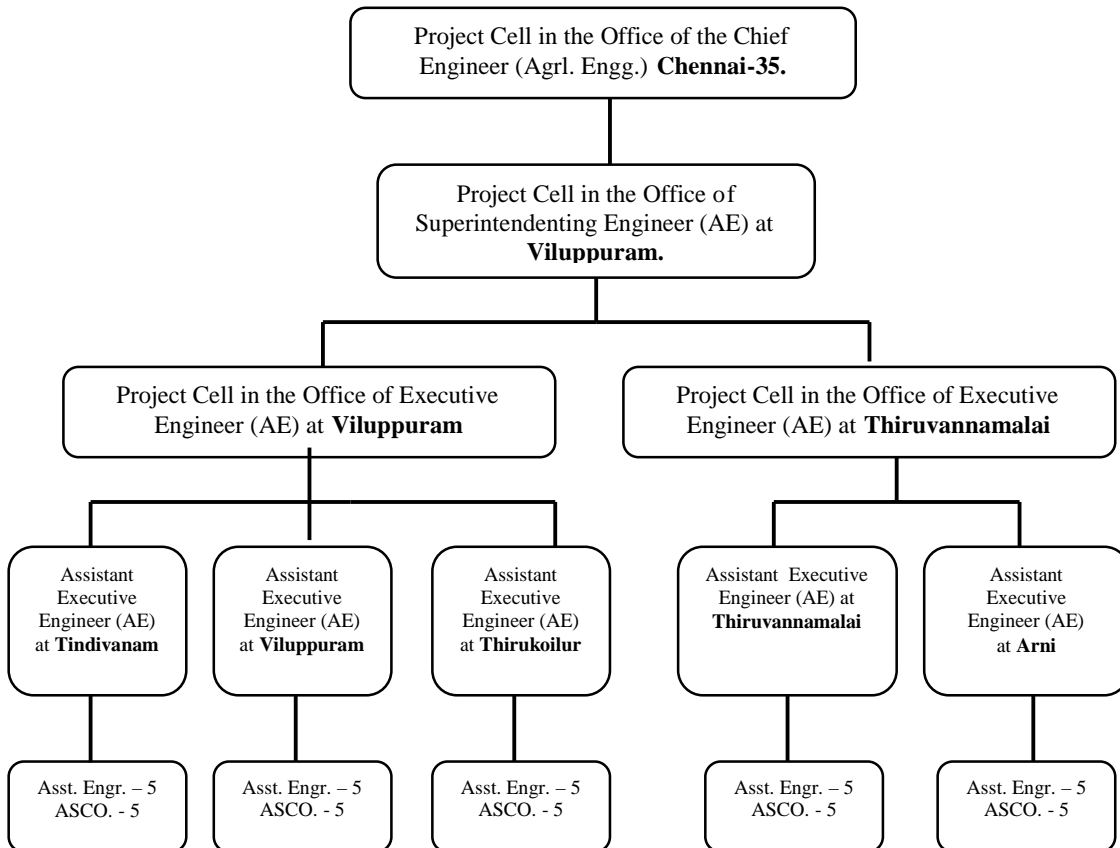 Project Cell in the Office of the Chief
Engineer (Agrl. Engg.) Chennai-35.
Project Cell in the Office of
Superintendenting Engineer (AE) at
Viluppuram.
Project Cell in the Office of Executive
Engineer (AE) at Viluppuram
Project Cell in the Office of Executive
Engineer (AE) at Thiruvannamalai
Assistant
Executive
Engineer (AE)
at Tindivanam
Assistant
Executive
Engineer (AE)
at Viluppuram
Assistant
Executive
Engineer (AE)
at Thirukoilur
Assistant Executive
Engineer (AE) at
Thiruvannamalai
Assistant
Executive
Engineer (AE)
at Arni
Asst. Engr. – 5
ASCO. - 5
Asst. Engr. – 5
ASCO. - 5
Asst. Engr. – 5
ASCO. - 5
Asst. Engr. – 5
ASCO. - 5
Asst. Engr. – 5
ASCO. - 5